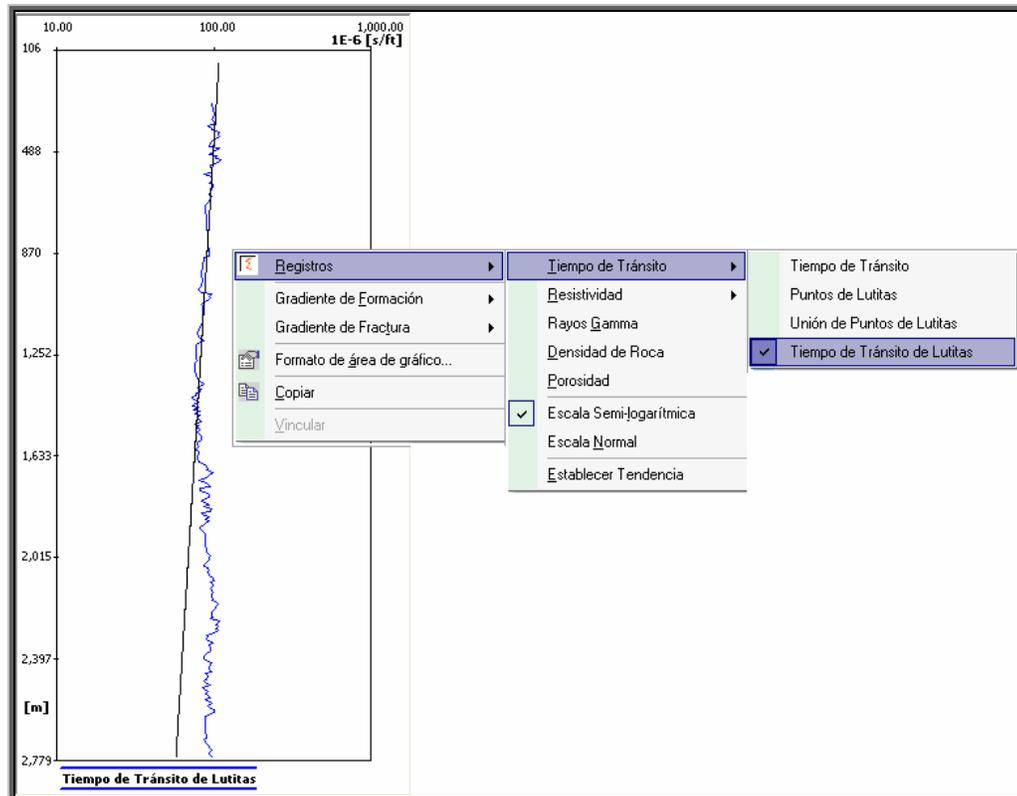 10.00 100.00 1,000.00
1E-6 [s/ft]
106
488
870
1,252
1,633
2,015
2,397
[m]
2,779
Tiempo de Tránsito de Lutitas
Registros
Gradiente de Formación
Gradiente de Fractura
Formato de área de gráfico...
Copiar
Vincular
Tiempo de Tránsito
Resistividad
Rayos Gamma
Densidad de Roca
Porosidad
Escala Semi-logarítmica
Escala Normal
Establecer Tendencia
Tiempo de Tránsito
Puntos de Lutitas
Unión de Puntos de Lutitas
Tiempo de Tránsito de Lutitas